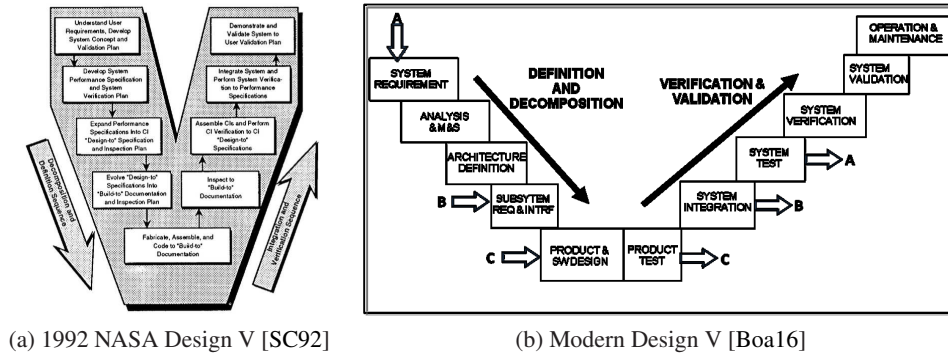 Understand User
Requirements, Develop
System Concept and
Validation Plan
Develop System
Performance Specification
and System
Verification Plan
Expand Performance
Specifications Into CI
"Design-to" Specification
and Inspection Plan
Evolve "Design-to"
Specifications Into
"Build-to" Documentation
and Inspection Plan
Fabricate, Assemble, and
Code to "Build-to"
Documentation
Inspect to
"Build-to"
Documentation
Assemble CIs and Perform
CI Verification to CI
"Design-to"
Specifications
Integrate System and
Perform System Verifica-
tion to Performance
Specifications
Demonstrate and
Validate System to
User Validation Plan
Decomposition and
Definition Sequence
Integration and
Verification Sequence
(a) 1992 NASA Design V [SC92]
A
SYSTEM
REQUIREMENT
ANALYSIS
& M&S
ARCHITECTURE
DEFINITION
B
SUBSYTEM
REQ & INTRF
C
PRODUCT &
SW DESIGN
PRODUCT
TEST
C
SYSTEM
INTEGRATION
B
SYSTEM
TEST
A
SYSTEM
VERIFICATION
SYSTEM
VALIDATION
OPERATION &
MAINTENANCE
DEFINITION
AND
DECOMPOSITION
VERIFICATION &
VALIDATION
(b) Modern Design V [Boa16]